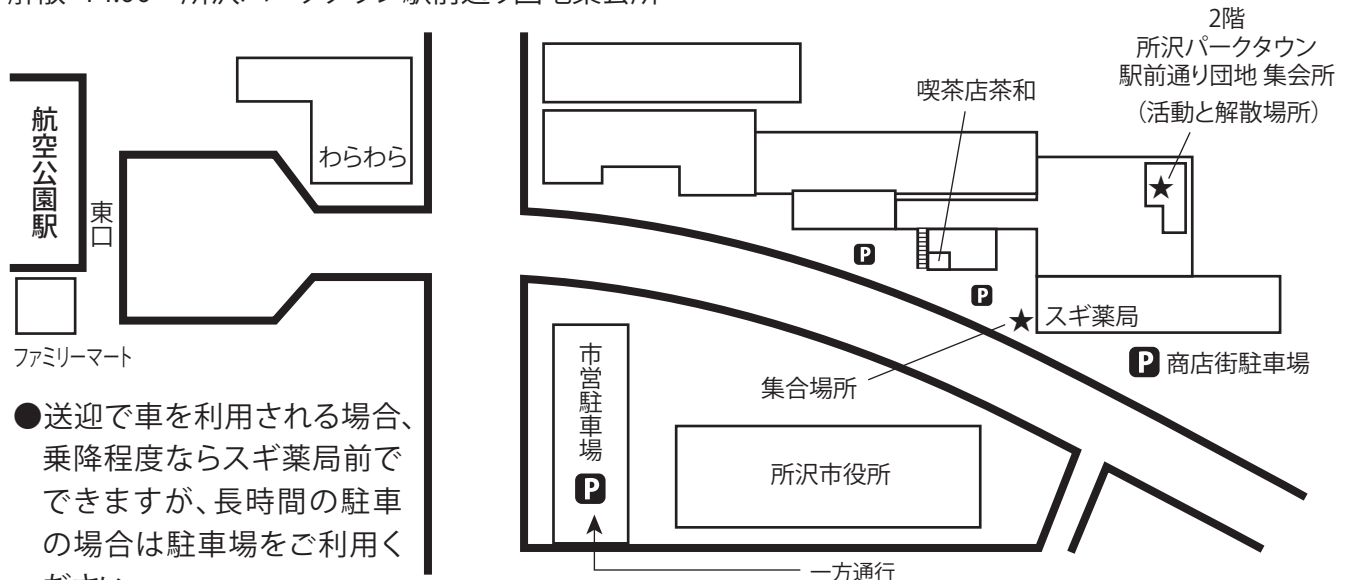 2階
所沢パークタウン
駅前通り団地 集会所
（活動と解散場所）
喫茶店茶和
わらわら
航空公園駅
東口
P
P
スギ薬局
ファミリーマート
P 商店街駐車場
集合場所
市営駐車場
P
所沢市役所
一方通行
●送迎で車を利用される場合、
乗降程度ならスギ薬局前で
できますが、長時間の駐車
の場合は駐車場をご利用く